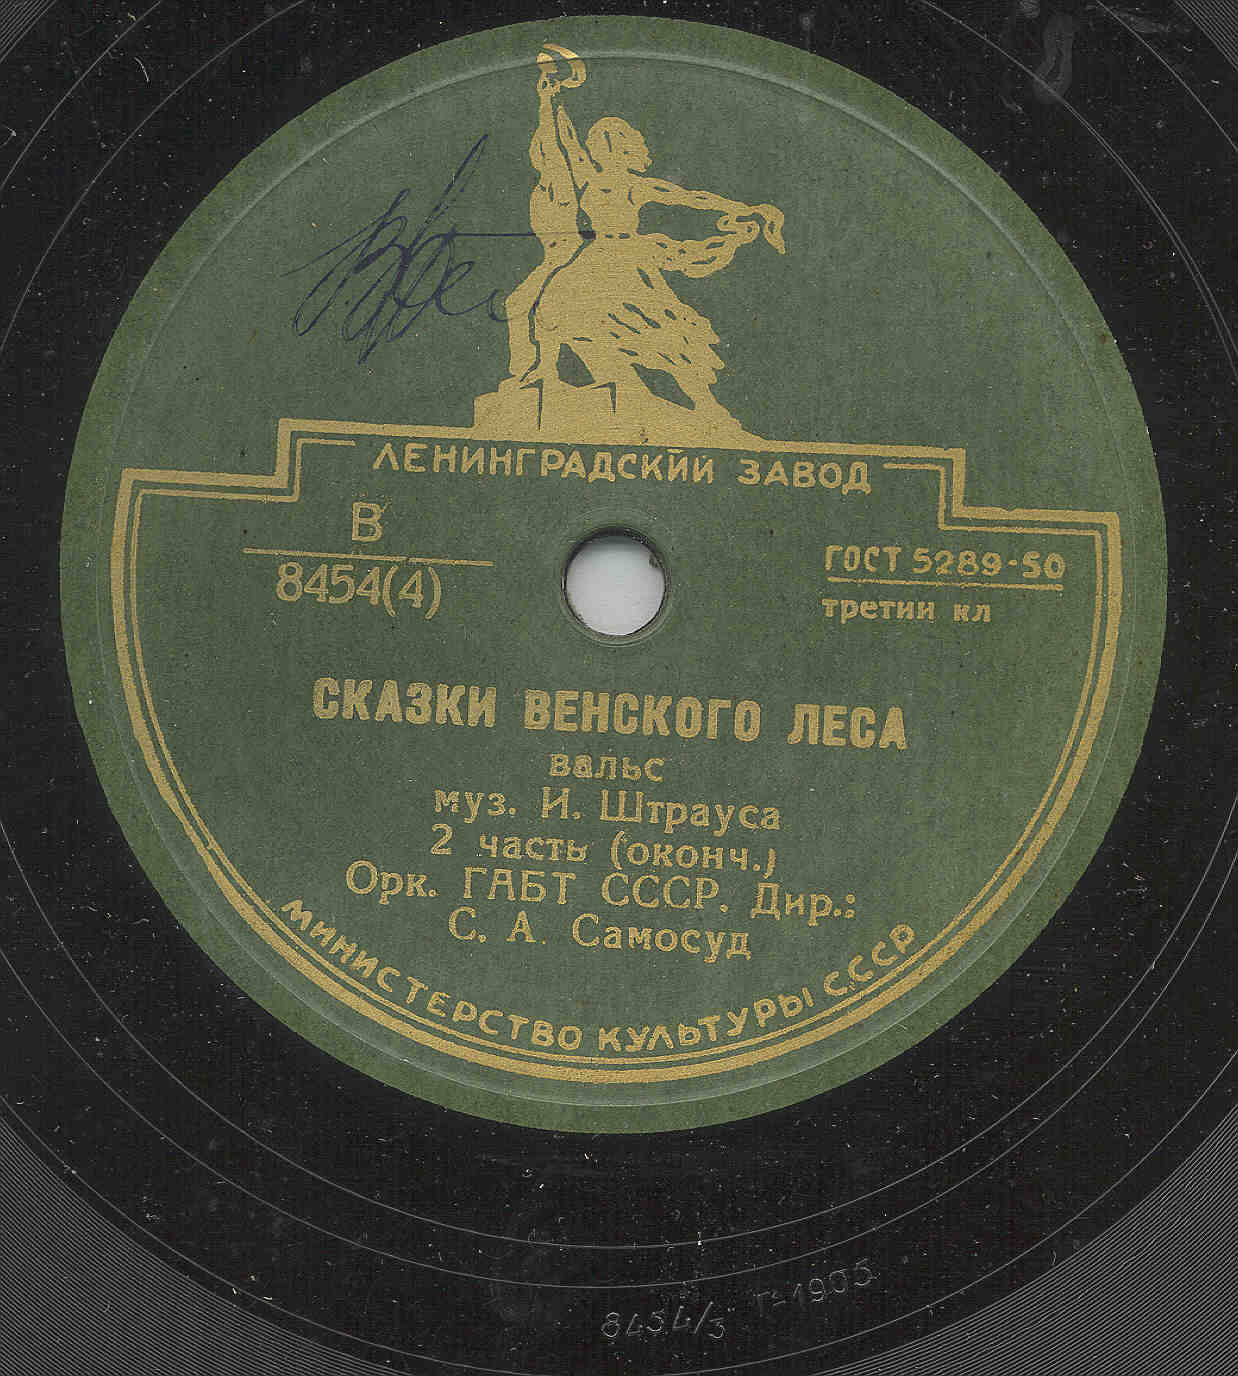 ЛЕНИНГРАДСКИЙ ЗАВОД
В
8454(4)
ГОСТ 5289-50
третии кл
СКАЗКИ ВЕНСКОГО ЛЕСА
вальс
муз. И. Штрауса
2 часть (оконч.)
Орк. ГАБТ СССР. Дир.:
С. А. Самосуд
МИНИСТЕРСТВО КУЛЬТУРЫ СССР
8454/3 Т-1905